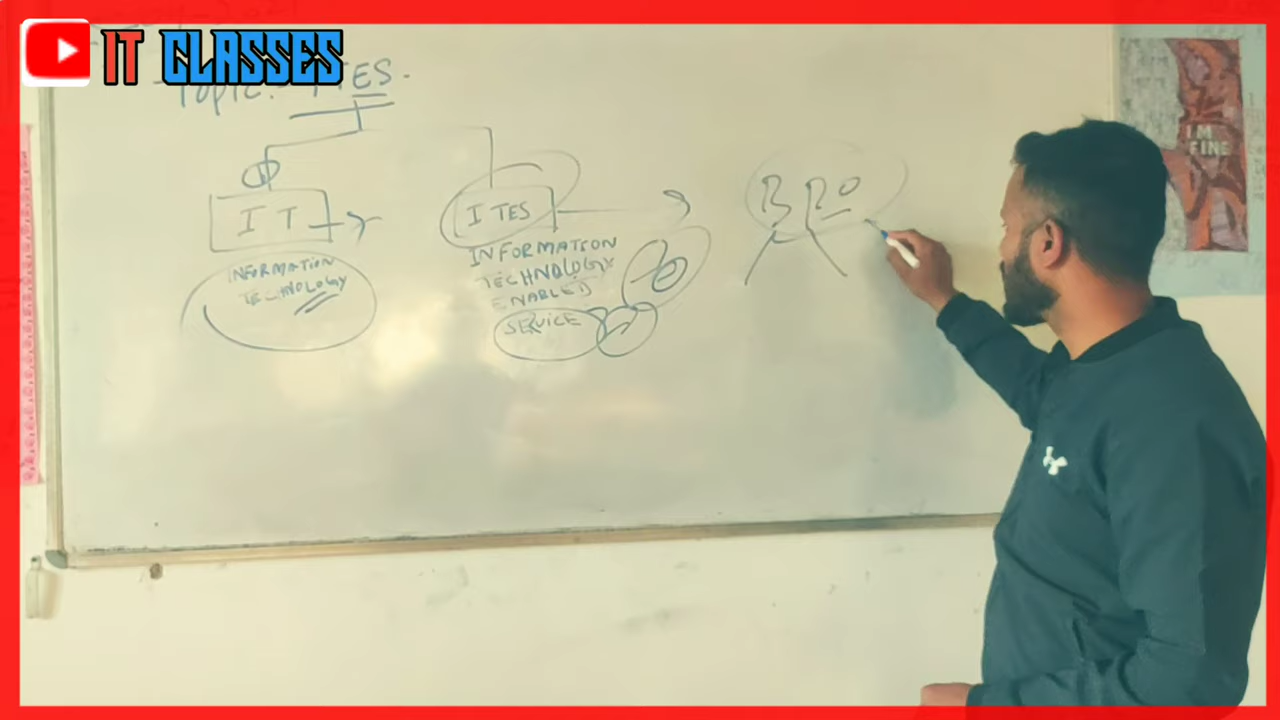 IT CLASSES
Topic:- ITES.
IT
ITES
INFORMATION
TECHNOLOGY
INFORMATION
TECHNOLOGY
ENABLED
SERVICE
BPO
I'M
FINE